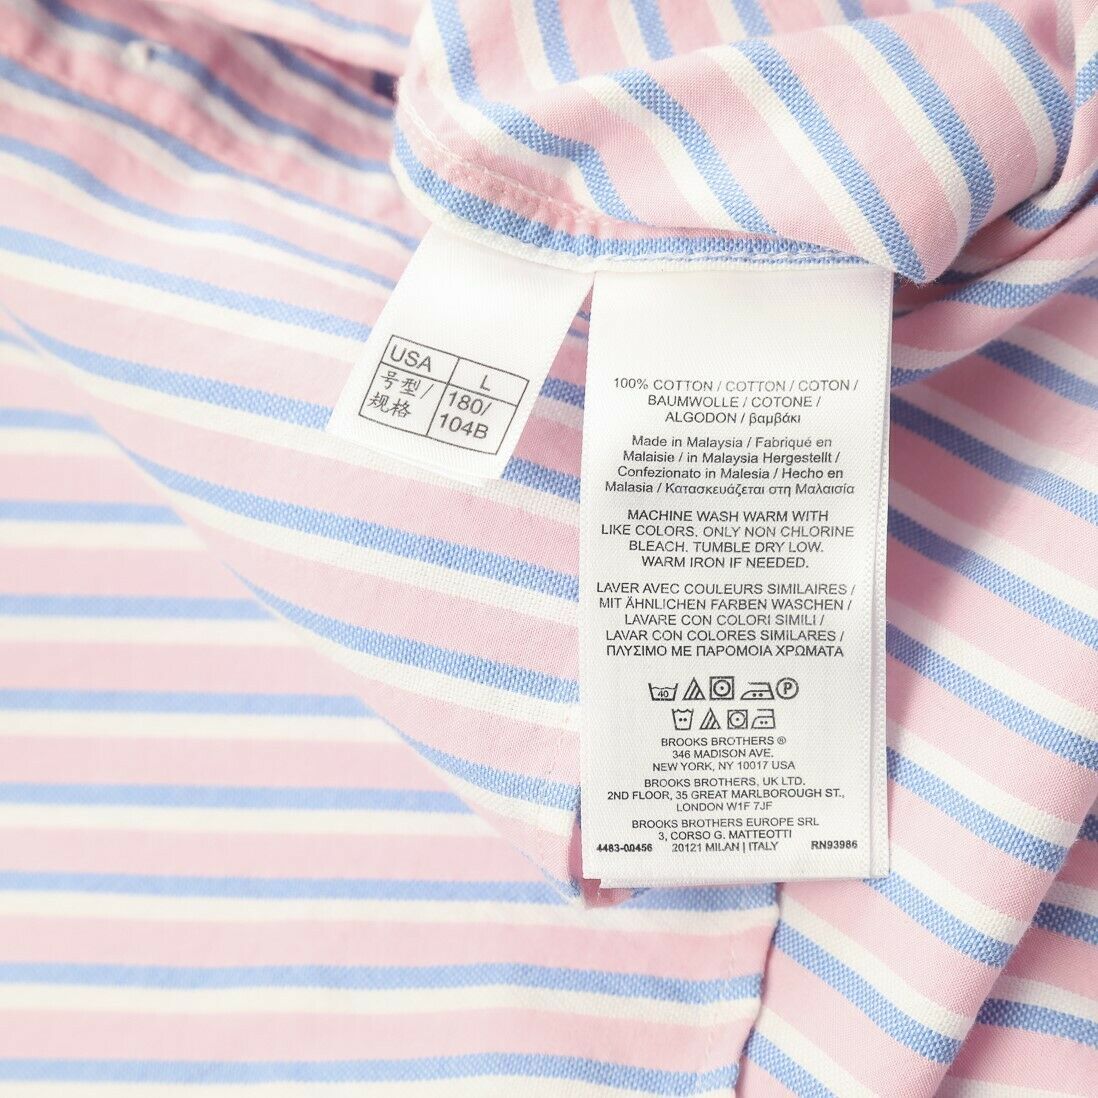 USA L
号型/ 180/
规格 104B
100% COTTON / COTTON / COTON /
BAUMWOLLE / COTONE /
ALGODON / βαμβάκι
Made in Malaysia / Fabriqué en
Malaisie / in Malaysia Hergestellt /
Confezionato in Malesia / Hecho en
Malasia / Κατασκευάζεται στη Μαλαισία
MACHINE WASH WARM WITH
LIKE COLORS. ONLY NON CHLORINE
BLEACH. TUMBLE DRY LOW.
WARM IRON IF NEEDED.
LAVER AVEC COULEURS SIMILAIRES /
MIT ÄHNLICHEN FARBEN WASCHEN /
LAVARE CON COLORI SIMILI /
LAVAR CON COLORES SIMILARES /
ΠΛΥΣΙΜΟ ΜΕ ΠΑΡΟΜΟΙΑ ΧΡΩΜΑΤΑ
40 P
BROOKS BROTHERS ®
346 MADISON AVE.
NEW YORK, NY 10017 USA
BROOKS BROTHERS, UK LTD.
2ND FLOOR, 35 GREAT MARLBOROUGH ST.,
LONDON W1F 7JF
BROOKS BROTHERS EUROPE SRL
3, CORSO G. MATTEOTTI
4483-00456 20121 MILAN | ITALY RN93986